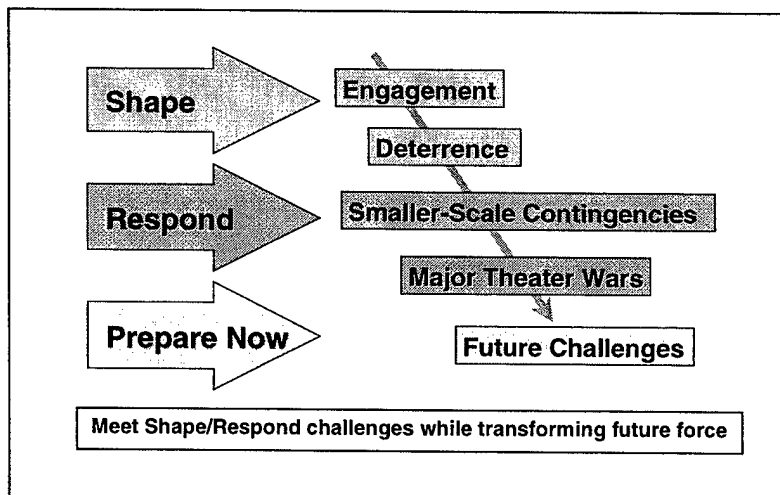 Shape
Engagement
Deterrence
Respond
Smaller-Scale Contingencies
Major Theater Wars
Prepare Now
Future Challenges
Meet Shape/Respond challenges while transforming future force